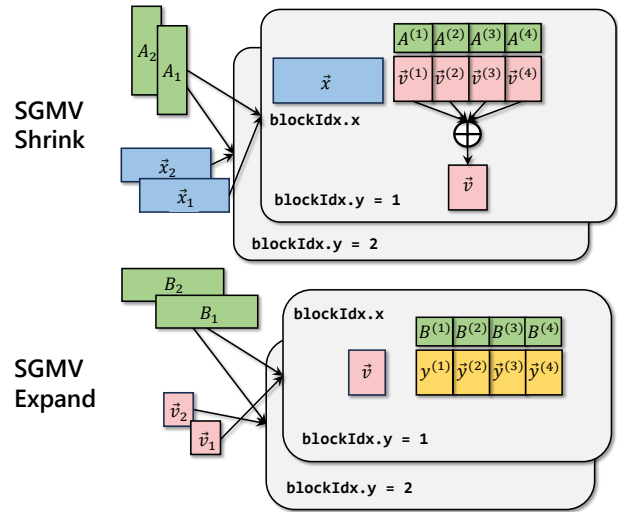 A₂
A₁
SGMV
Shrink
x⃗₂
x⃗₁
A⁽¹⁾ A⁽²⁾ A⁽³⁾ A⁽⁴⁾
x⃗
v⃗⁽¹⁾ v⃗⁽²⁾ v⃗⁽³⁾ v⃗⁽⁴⁾
blockIdx.x
v⃗
blockIdx.y = 1
blockIdx.y = 2
B₂
B₁
SGMV
Expand
v⃗₂
v⃗₁
blockIdx.x
B⁽¹⁾ B⁽²⁾ B⁽³⁾ B⁽⁴⁾
v⃗
y⁽¹⁾ y⃗⁽²⁾ y⃗⁽³⁾ y⃗⁽⁴⁾
blockIdx.y = 1
blockIdx.y = 2